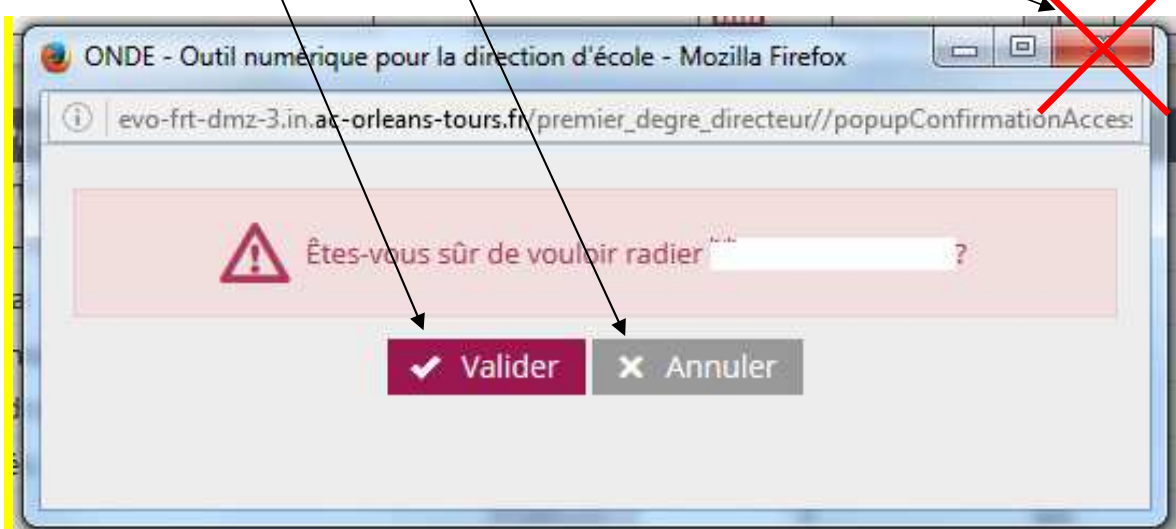 ONDE - Outil numérique pour la direction d'école - Mozilla Firefox
evo-frt-dmz-3.in.ac-orleans-tours.fr/premier_degre_directeur//popupConfirmationAcces
Êtes-vous sûr de vouloir radier ?
Valider Annuler